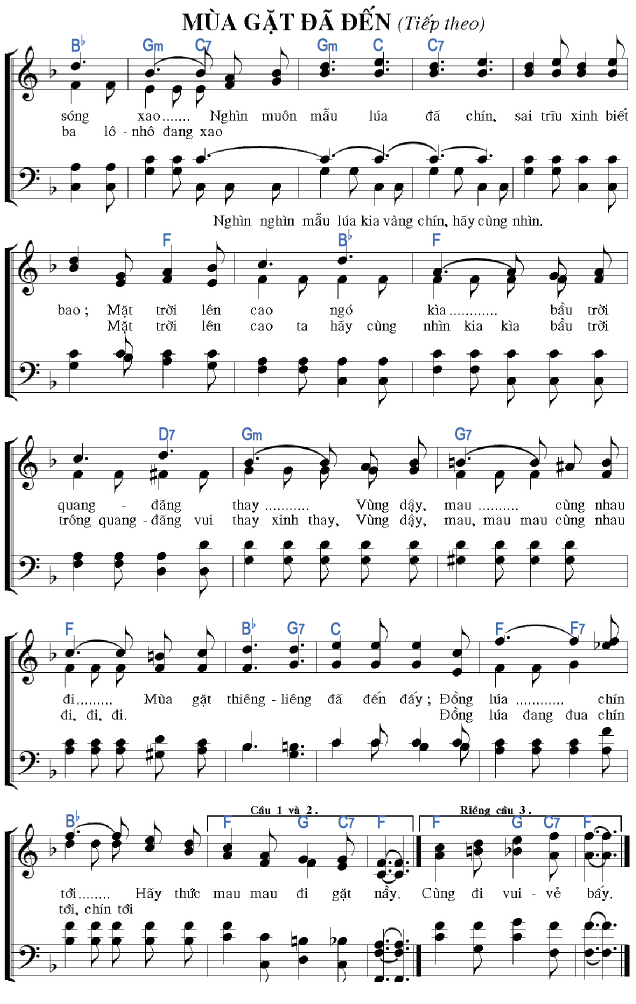 MÙA GẶT ĐÃ ĐẾN (Tiếp theo)
B♭ Gm C7 Gm C C7
sóng xao....... Nghìn muôn mẫu lúa đã chín, sai trĩu xinh biết
ba lô-nhô đang xao
Nghìn nghìn mẫu lúa kia vàng chín, hãy cùng nhìn.
F B♭ F
bao; Mặt trời lên cao ngó kìa............ bầu trời
Mặt trời lên cao ta hãy cùng nhìn kia kìa bầu trời
D7 Gm G7
quang- đãng thay ........... Vùng dậy, mau .......... cùng nhau
trông quang-đãng vui thay xinh thay, Vùng dậy, mau, mau mau cùng nhau
F B♭ G7 C F F7
đi......... Mùa gặt thiêng-liêng đã đến đấy; Đồng lúa............ chín
đi, đi, đi. Đồng lúa đang đua chín
Câu 1 và 2. Riêng câu 3.
B♭ F G C7 F F G C7 F
tới........ Hãy thức mau mau đi gặt nầy. Cùng đi vui-vẻ bấy.
tới, chín tới